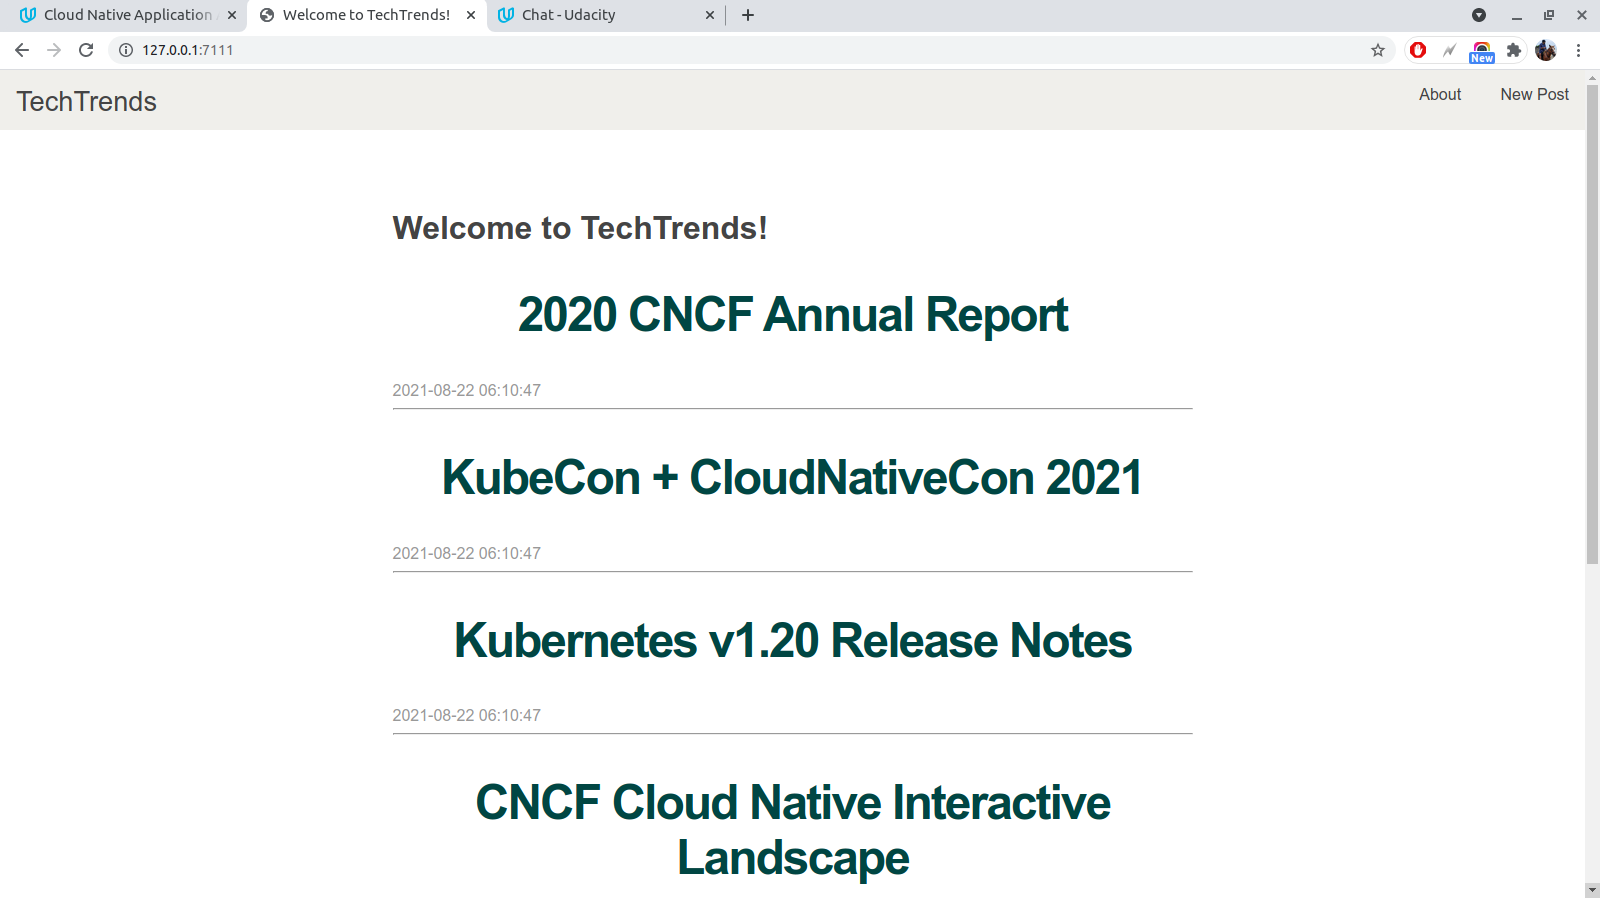 Cloud Native Application
Welcome to TechTrends!
Chat - Udacity
127.0.0.1:7111
New
TechTrends
About
New Post
Welcome to TechTrends!
2020 CNCF Annual Report
2021-08-22 06:10:47
KubeCon + CloudNativeCon 2021
2021-08-22 06:10:47
Kubernetes v1.20 Release Notes
2021-08-22 06:10:47
CNCF Cloud Native Interactive
Landscape